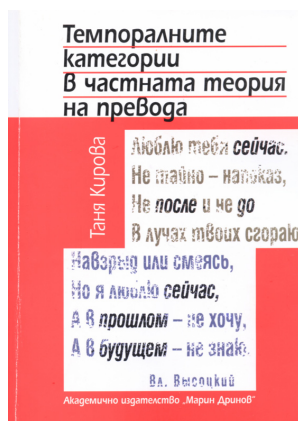 Темпоралните
категории
в частната теория
на превода
Таня Кирова
Люблю тебя сейчас.
Не тайно – напоказ,
Не после и не до
В лучах твоих сгораю
Навзрыд или смеясь,
Но я люблю сейчас,
А в прошлом – не хочу,
А в будущем – не знаю.
Вл. Высоцкий
Академично издателство „Марин Дринов“